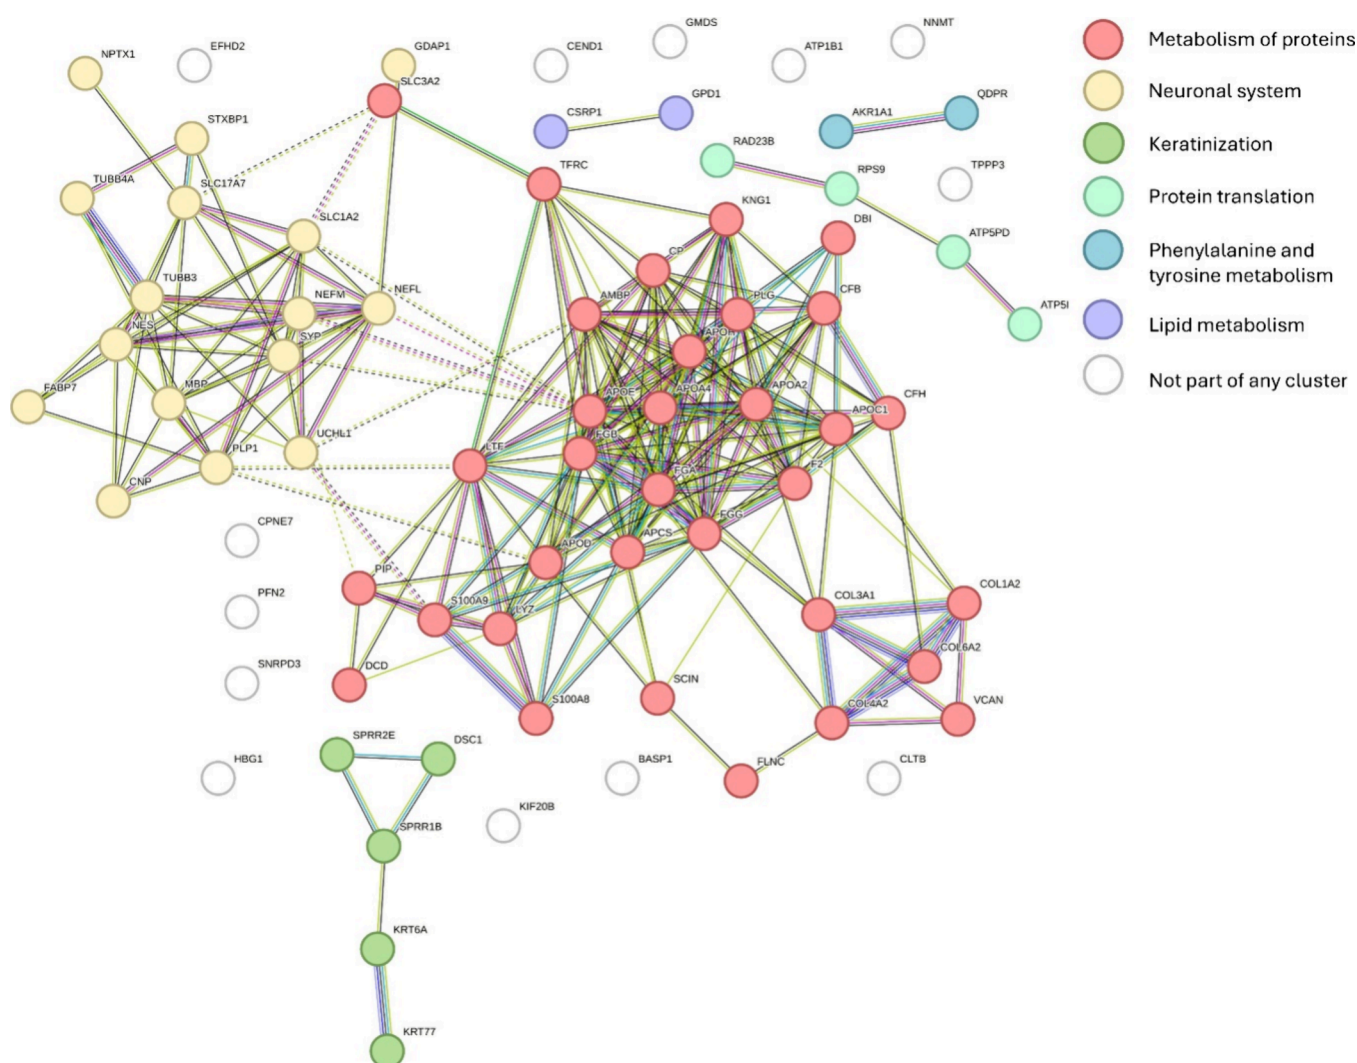 NPTX1
EFHD2
GDAP1
SLC3A2
CEND1
GMDS
ATP1B1
NNMT
Metabolism of proteins
Neuronal system
Keratinization
Protein translation
Phenylalanine and
tyrosine metabolism
Lipid metabolism
Not part of any cluster
STXBP1
CSRP1
GPD1
AKR1A1
QDPR
TUBB4A
SLC17A7
TFRC
RAD23B
RPS9
TPPP3
SLC1A2
KNG1
DBI
ATP5PD
CP
TUBB3
NEFM
NEFL
AMBP
PLG
CFB
ATP5I
NES
SYP
APO
FABP7
MBP
APOE
APOA4
APOA2
CFH
APOC1
PLP1
UCHL1
LTF
FGB
FGA
F2
CNP
CPNE7
APOD
APCS
FGG
PIP
PFN2
S100A9
LYZ
COL3A1
COL1A2
COL6A2
SNRPD3
DCD
S100A8
SCIN
COL4A2
VCAN
SPRR2E
DSC1
HBG1
BASP1
FLNC
CLTB
KIF20B
SPRR1B
KRT6A
KRT77